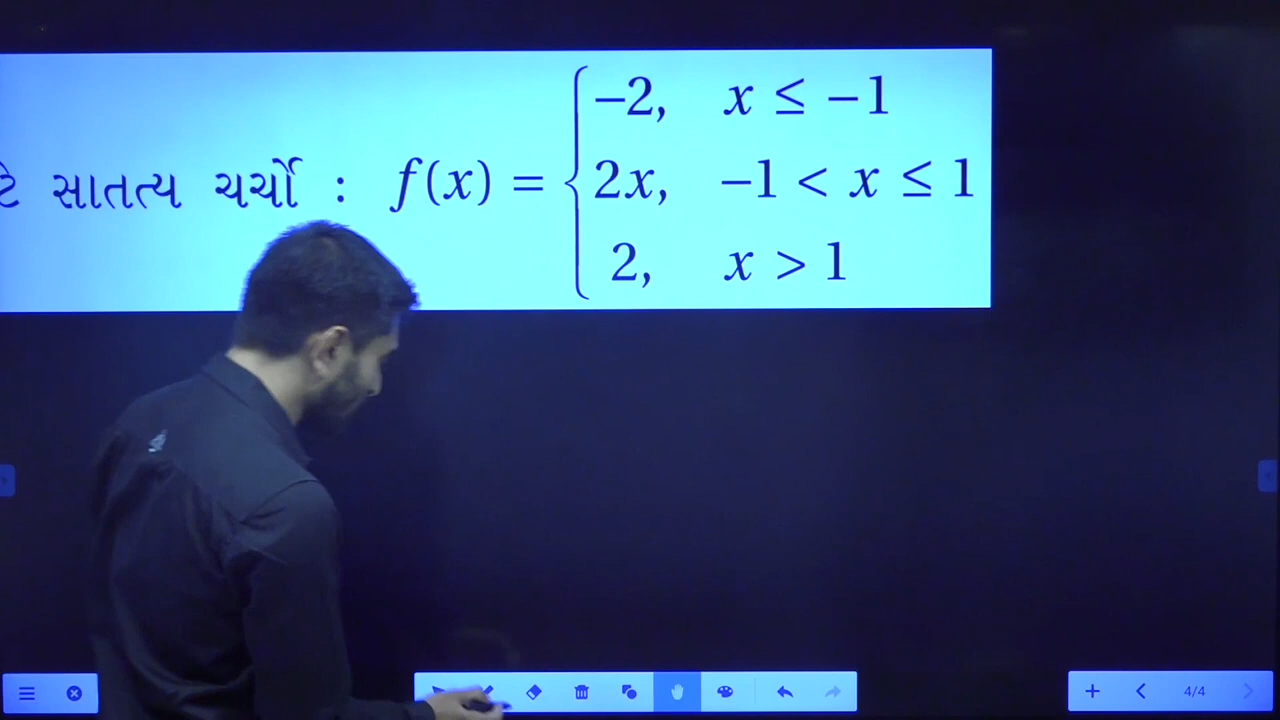 સાતત્ય ચર્ચો : f(x) =
−2, x ≤ −1
2x, −1 < x ≤ 1
2, x > 1
4/4